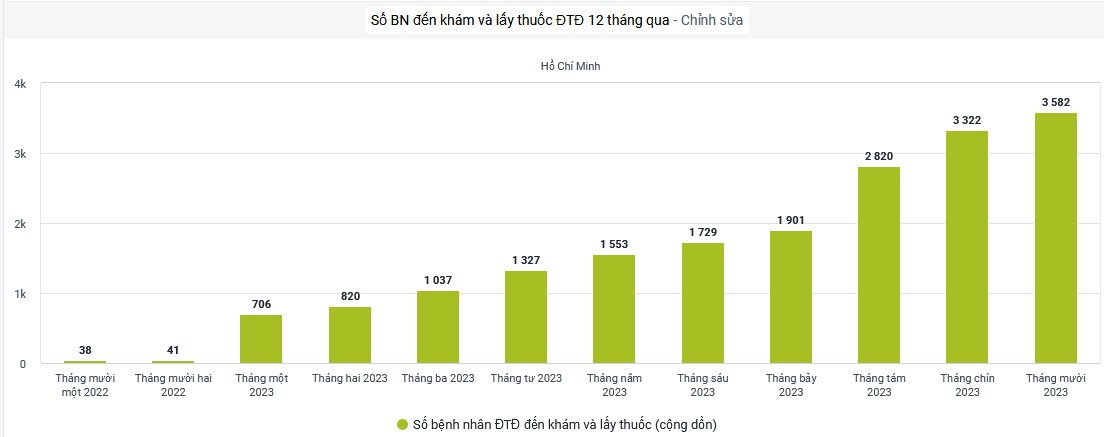 Số BN đến khám và lấy thuốc ĐTĐ 12 tháng qua - Chỉnh sửa
Hồ Chí Minh
4k
3k
2k
1k
0
38
41
706
820
1 037
1 327
1 553
1 729
1 901
2 820
3 322
3 582
Tháng mười một 2022
Tháng mười hai 2022
Tháng một 2023
Tháng hai 2023
Tháng ba 2023
Tháng tư 2023
Tháng năm 2023
Tháng sáu 2023
Tháng bảy 2023
Tháng tám 2023
Tháng chín 2023
Tháng mười 2023
Số bệnh nhân ĐTĐ đến khám và lấy thuốc (cộng dồn)